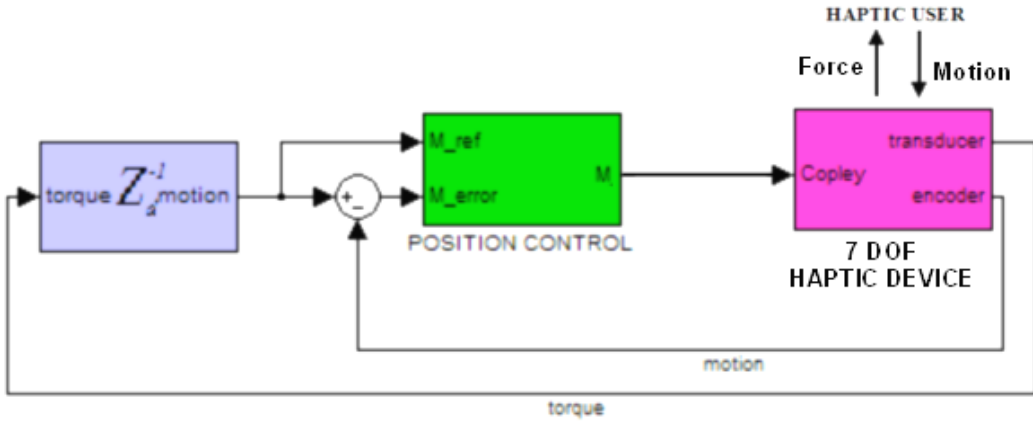 HAPTIC USER
Force
Motion
torque Z_a^-1 motion
M_ref
M_error
M
POSITION CONTROL
Copley
transducer
encoder
7 DOF
HAPTIC DEVICE
motion
torque